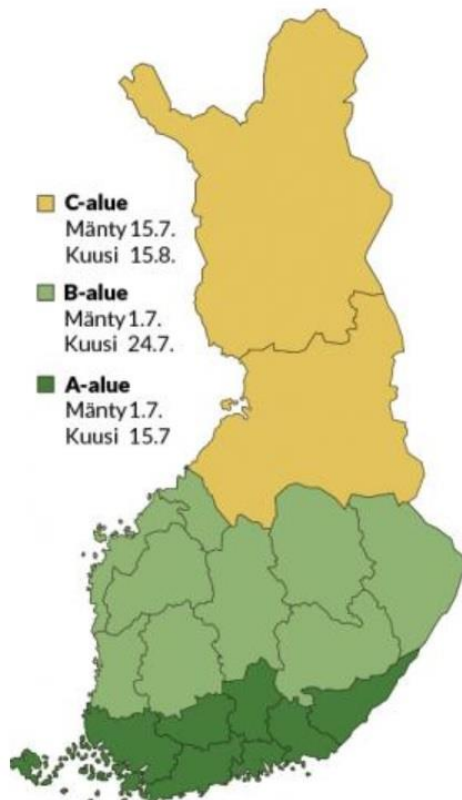 C-alue
Mänty 15.7.
Kuusi 15.8.
B-alue
Mänty 1.7.
Kuusi 24.7.
A-alue
Mänty 1.7.
Kuusi 15.7